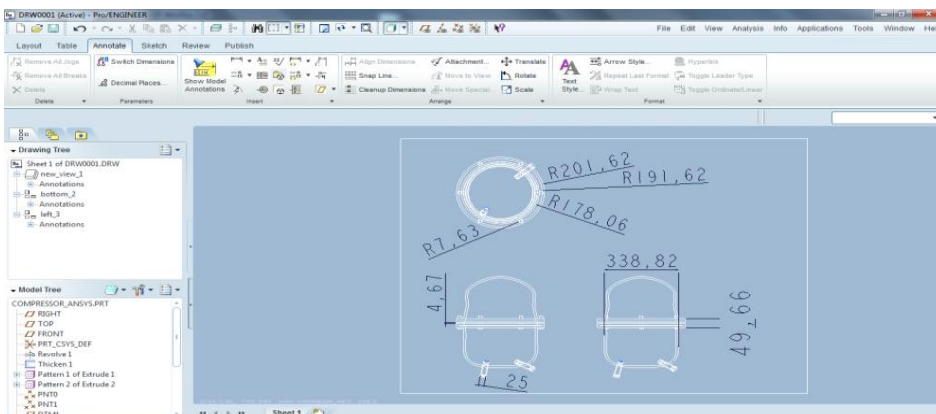 DRW0001 (Active) - Pro/ENGINEER
File Edit View Analysis Info Applications Tools Window Hel
Layout Table Annotate Sketch Review Publish
Remove All Jogs
Remove All Breaks
Delete
Delete
Switch Dimensions
Decimal Places...
Parameters
Show Model
Annotations
Insert
Align Dimensions
Snap Line...
Cleanup Dimensions
Attachment...
Move to View
Move Special...
Translate
Rotate
Scale
Arrange
Text
Style...
Arrow Style...
Repeat Last Format
Wrap Text
Hyperlink
Toggle Leader Type
Toggle Ordinate/Linear
Format
Drawing Tree
Sheet 1 of DRW0001.DRW
new_view_1
Annotations
bottom_2
Annotations
left_3
Annotations
Model Tree
COMPRESSOR_ANSYS.PRT
RIGHT
TOP
FRONT
PRT_CSYS_DEF
Revolve 1
Thicken 1
Pattern 1 of Extrude 1
Pattern 2 of Extrude 2
PNT0
PNT1
DTM1
R201,62
R191,62
R178,06
R7,63
338,82
4,67
49,66
25
Sheet 1